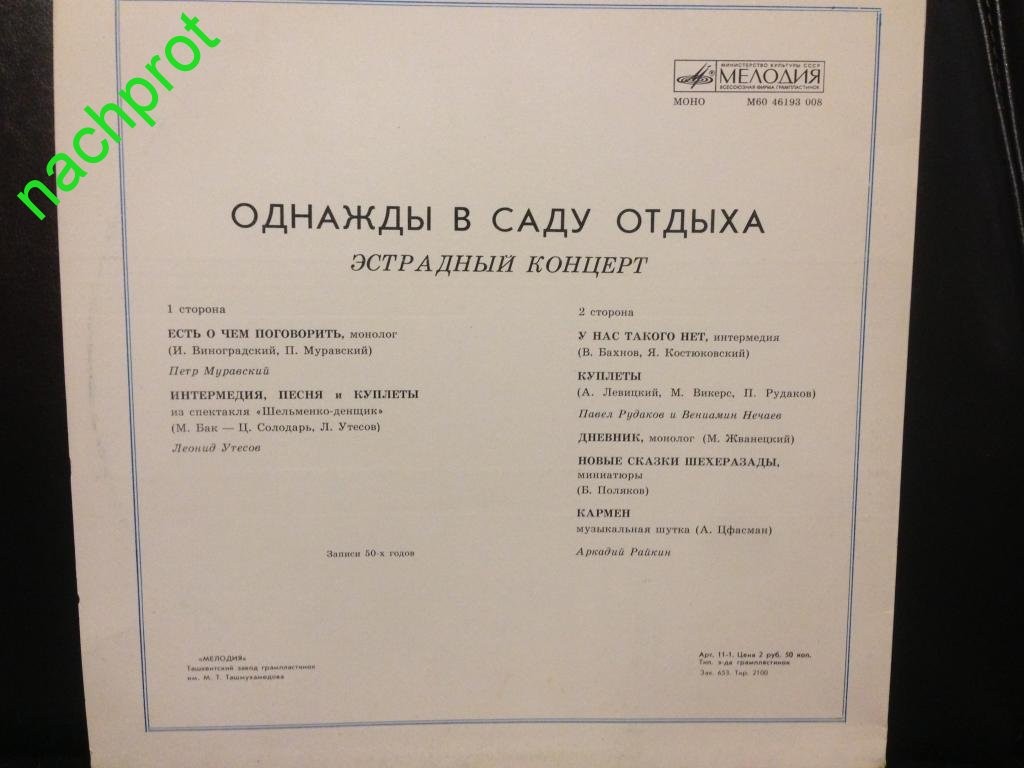 nachprot
МИНИСТЕРСТВО КУЛЬТУРЫ СССР
МЕЛОДИЯ
ВСЕСОЮЗНАЯ ФИРМА ГРАМПЛАСТИНОК
МОНО М60 46193 008
ОДНАЖДЫ В САДУ ОТДЫХА
ЭСТРАДНЫЙ КОНЦЕРТ
1 сторона
ЕСТЬ О ЧЕМ ПОГОВОРИТЬ, монолог
(И. Виноградский, П. Муравский)
Петр Муравский
ИНТЕРМЕДИЯ, ПЕСНЯ и КУПЛЕТЫ
из спектакля «Шельменко-денщик»
(М. Бак — Ц. Солодарь, Л. Утесов)
Леонид Утесов
2 сторона
У НАС ТАКОГО НЕТ, интермедия
(В. Бахнов, Я. Костюковский)
КУПЛЕТЫ
(А. Левицкий, М. Викерс, П. Рудаков)
Павел Рудаков и Вениамин Нечаев
ДНЕВНИК, монолог (М. Жванецкий)
НОВЫЕ СКАЗКИ ШЕХЕРАЗАДЫ,
миниатюры
(Б. Поляков)
КАРМЕН
музыкальная шутка (А. Цфасман)
Аркадий Райкин
Записи 50-х годов
«МЕЛОДИЯ»
Ташкентский завод грампластинок
им. М. Т. Ташмухамедова
Арт. 11-1. Цена 2 руб. 50 коп.
Тип. з-да грампластинок
Зак. 653. Тир. 2100